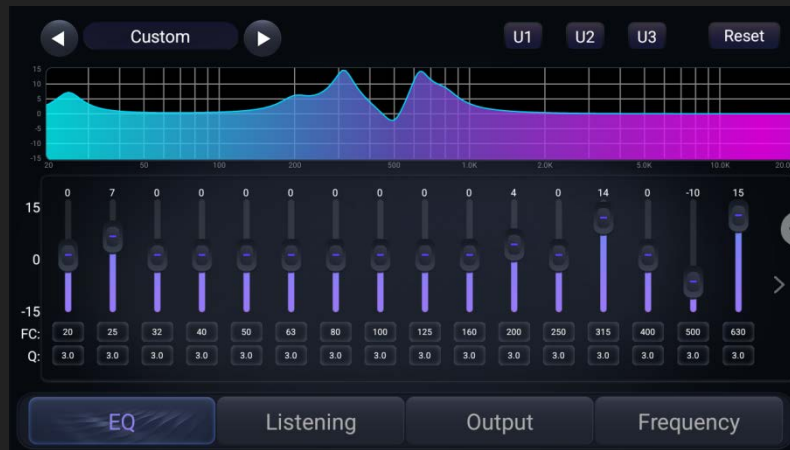 Custom U1 U2 U3 Reset
15
10
5
0
-5
-10
-15
20 50 100 200 500 1.0K 2.0K 5.0K 10.0K 20.0
0 7 0 0 0 0 0 0 0 0 4 0 14 0 -10 15
15
0
-15
FC: 20 25 32 40 50 63 80 100 125 160 200 250 315 400 500 630
Q: 3.0 3.0 3.0 3.0 3.0 3.0 3.0 3.0 3.0 3.0 3.0 3.0 3.0 3.0 3.0 3.0
EQ Listening Output Frequency